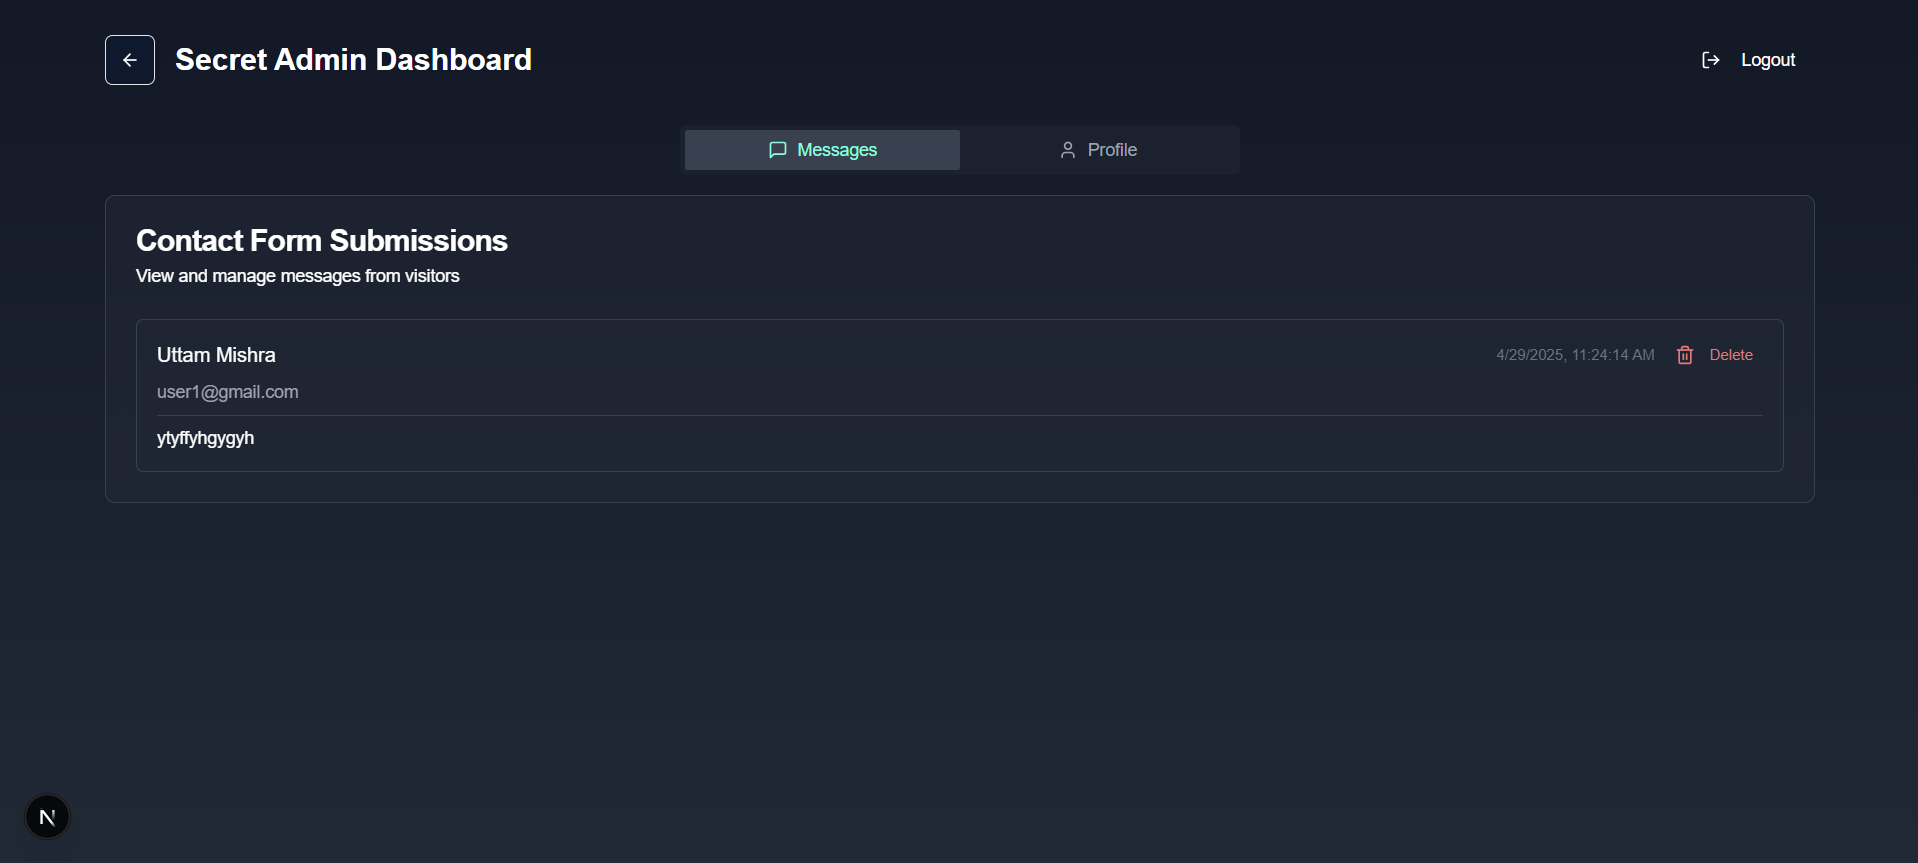 Secret Admin Dashboard
Logout
Messages
Profile
Contact Form Submissions
View and manage messages from visitors
Uttam Mishra
4/29/2025, 11:24:14 AM
Delete
user1@gmail.com
ytyffyhgygyh
N